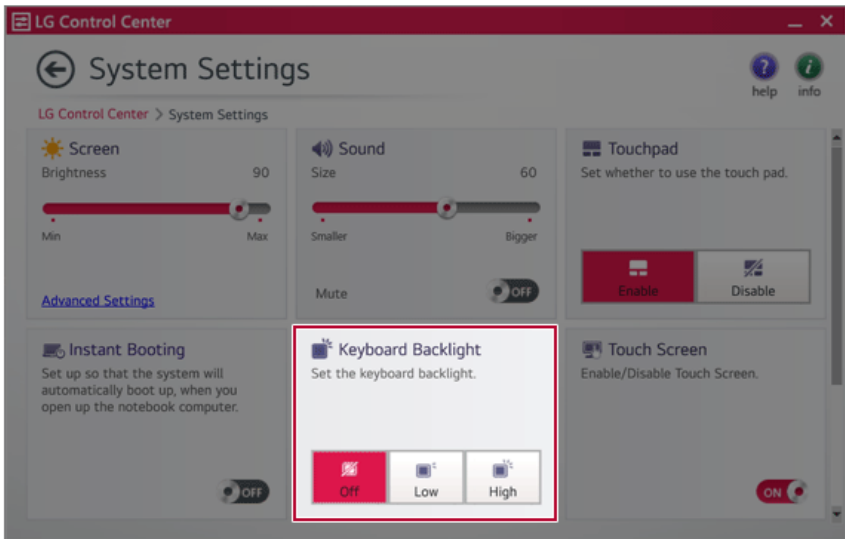 LG Control Center
System Settings
help
info
LG Control Center > System Settings
Screen
Brightness 90
Min Max
Advanced Settings
Sound
Size 60
Smaller Bigger
Mute OFF
Touchpad
Set whether to use the touch pad.
Enable Disable
Instant Booting
Set up so that the system will
automatically boot up, when you
open up the notebook computer.
OFF
Keyboard Backlight
Set the keyboard backlight.
Off Low High
Touch Screen
Enable/Disable Touch Screen.
ON